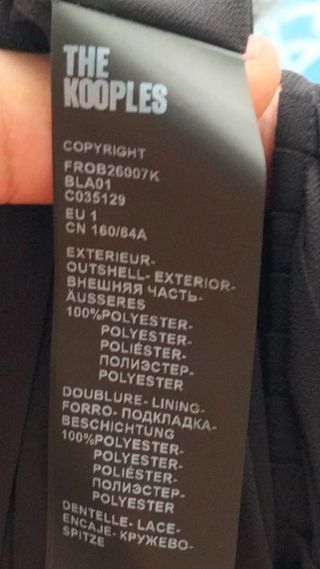 THE
KOOPLES
COPYRIGHT
FROB26007K
BLA01
C035129
EU 1
CN 160/84A
EXTERIEUR-
OUTSHELL- EXTERIOR-
ВНЕШНЯЯ ЧАСТЬ-
ÄUSSERES
100%POLYESTER-
POLYESTER-
POLIÉSTER-
ПОЛИЭСТЕР-
POLYESTER
DOUBLURE- LINING-
FORRO- ПОДКЛАДКА-
BESCHICHTUNG
100%POLYESTER-
POLYESTER-
POLIÉSTER-
ПОЛИЭСТЕР-
POLYESTER
DENTELLE- LACE-
ENCAJE- КРУЖЕВО-
SPITZE